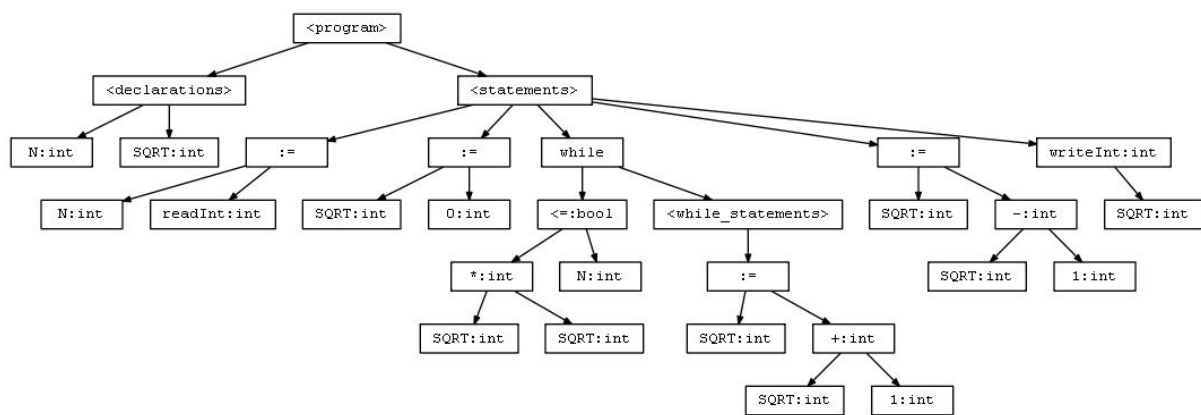 <program>
<declarations> <statements>
N:int SQRT:int := := while := writeInt:int
N:int readInt:int SQRT:int 0:int <=:bool <while_statements> SQRT:int -:int SQRT:int
*:int N:int := SQRT:int 1:int
SQRT:int SQRT:int SQRT:int +:int
SQRT:int 1:int